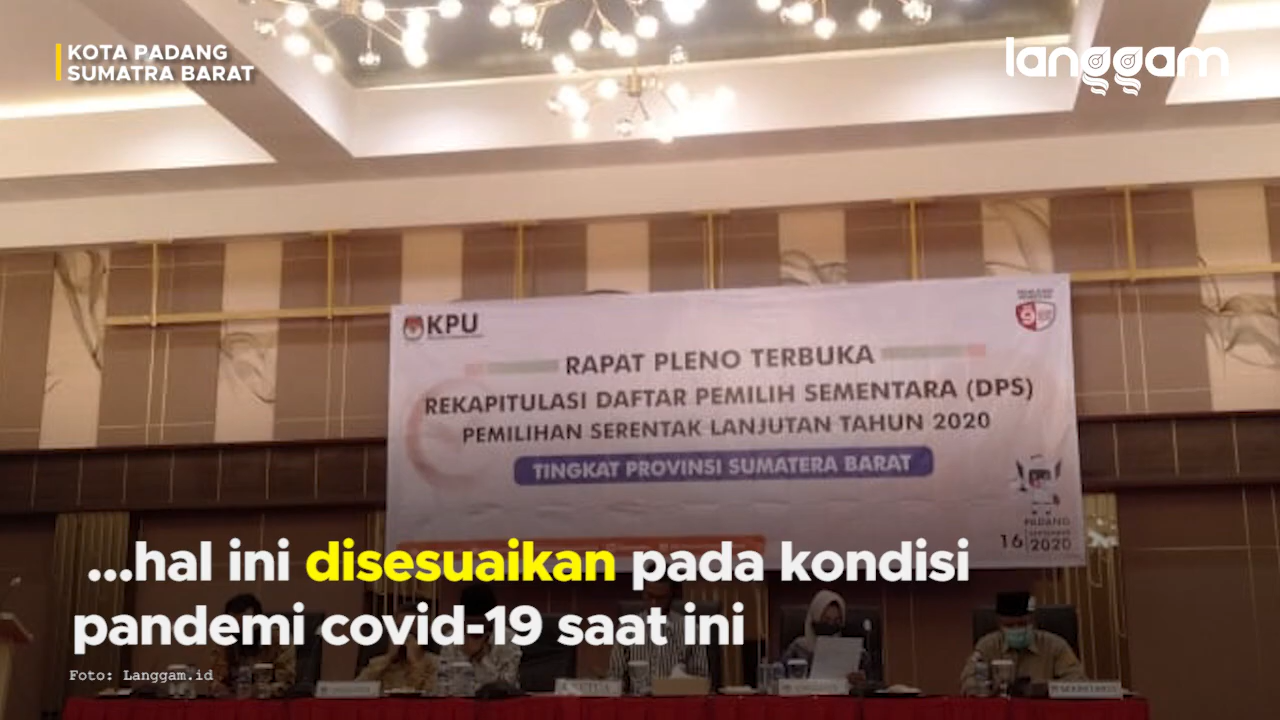 KOTA PADANG
SUMATRA BARAT
langgam
KPU
RAPAT PLENO TERBUKA
REKAPITULASI DAFTAR PEMILIH SEMENTARA (DPS)
PEMILIHAN SERENTAK LANJUTAN TAHUN 2020
TINGKAT PROVINSI SUMATERA BARAT
PADANG
16 SEPTEMBER
2020
...hal ini disesuaikan pada kondisi
pandemi covid-19 saat ini
Foto: Langgam.id
KETUA